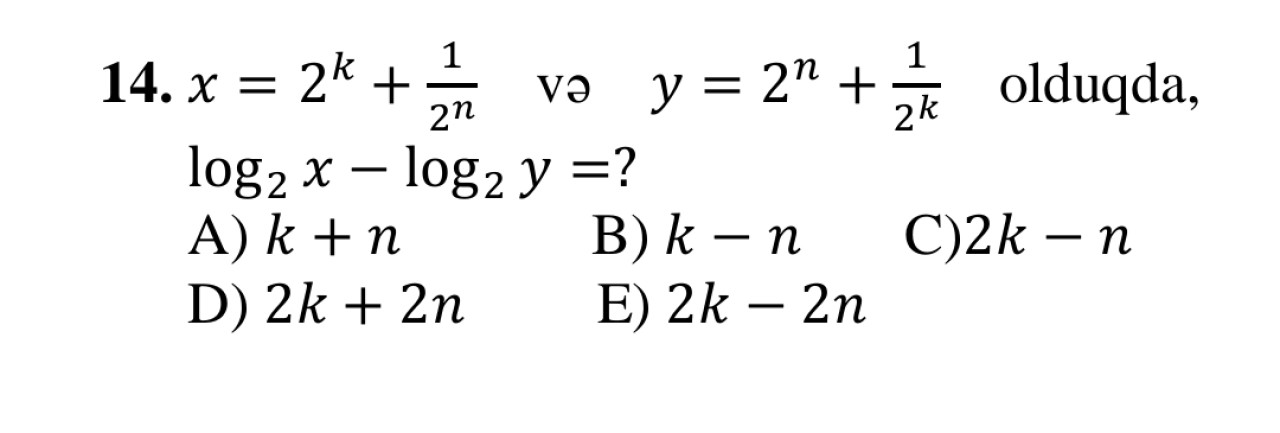 14. x = 2^k + 1/2^n və y = 2^n + 1/2^k olduqda,
log₂ x − log₂ y =?
A) k + n B) k − n C)2k − n
D) 2k + 2n E) 2k − 2n